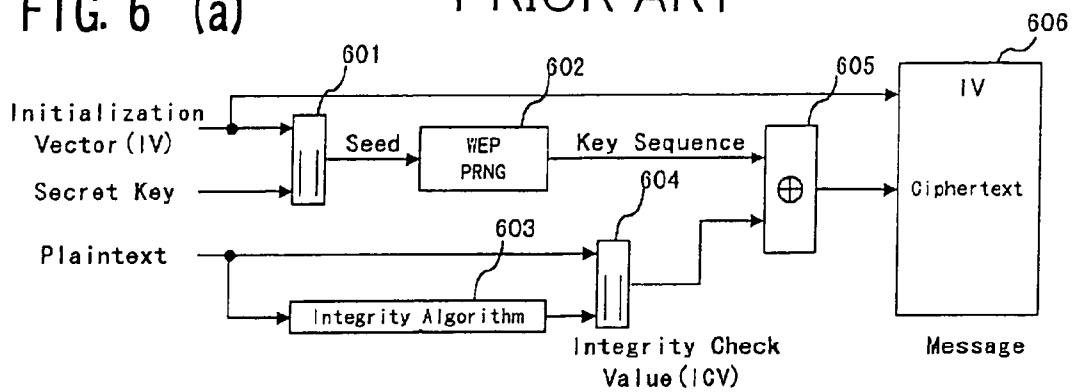 FIG. 6 (a)
PRIOR ART
601
602
605
606
Initialization
Vector(IV)
Seed
WEP
PRNG
Key Sequence
IV
Secret Key
604
Ciphertext
Plaintext
603
Integrity Algorithm
Integrity Check
Value(ICV)
Message